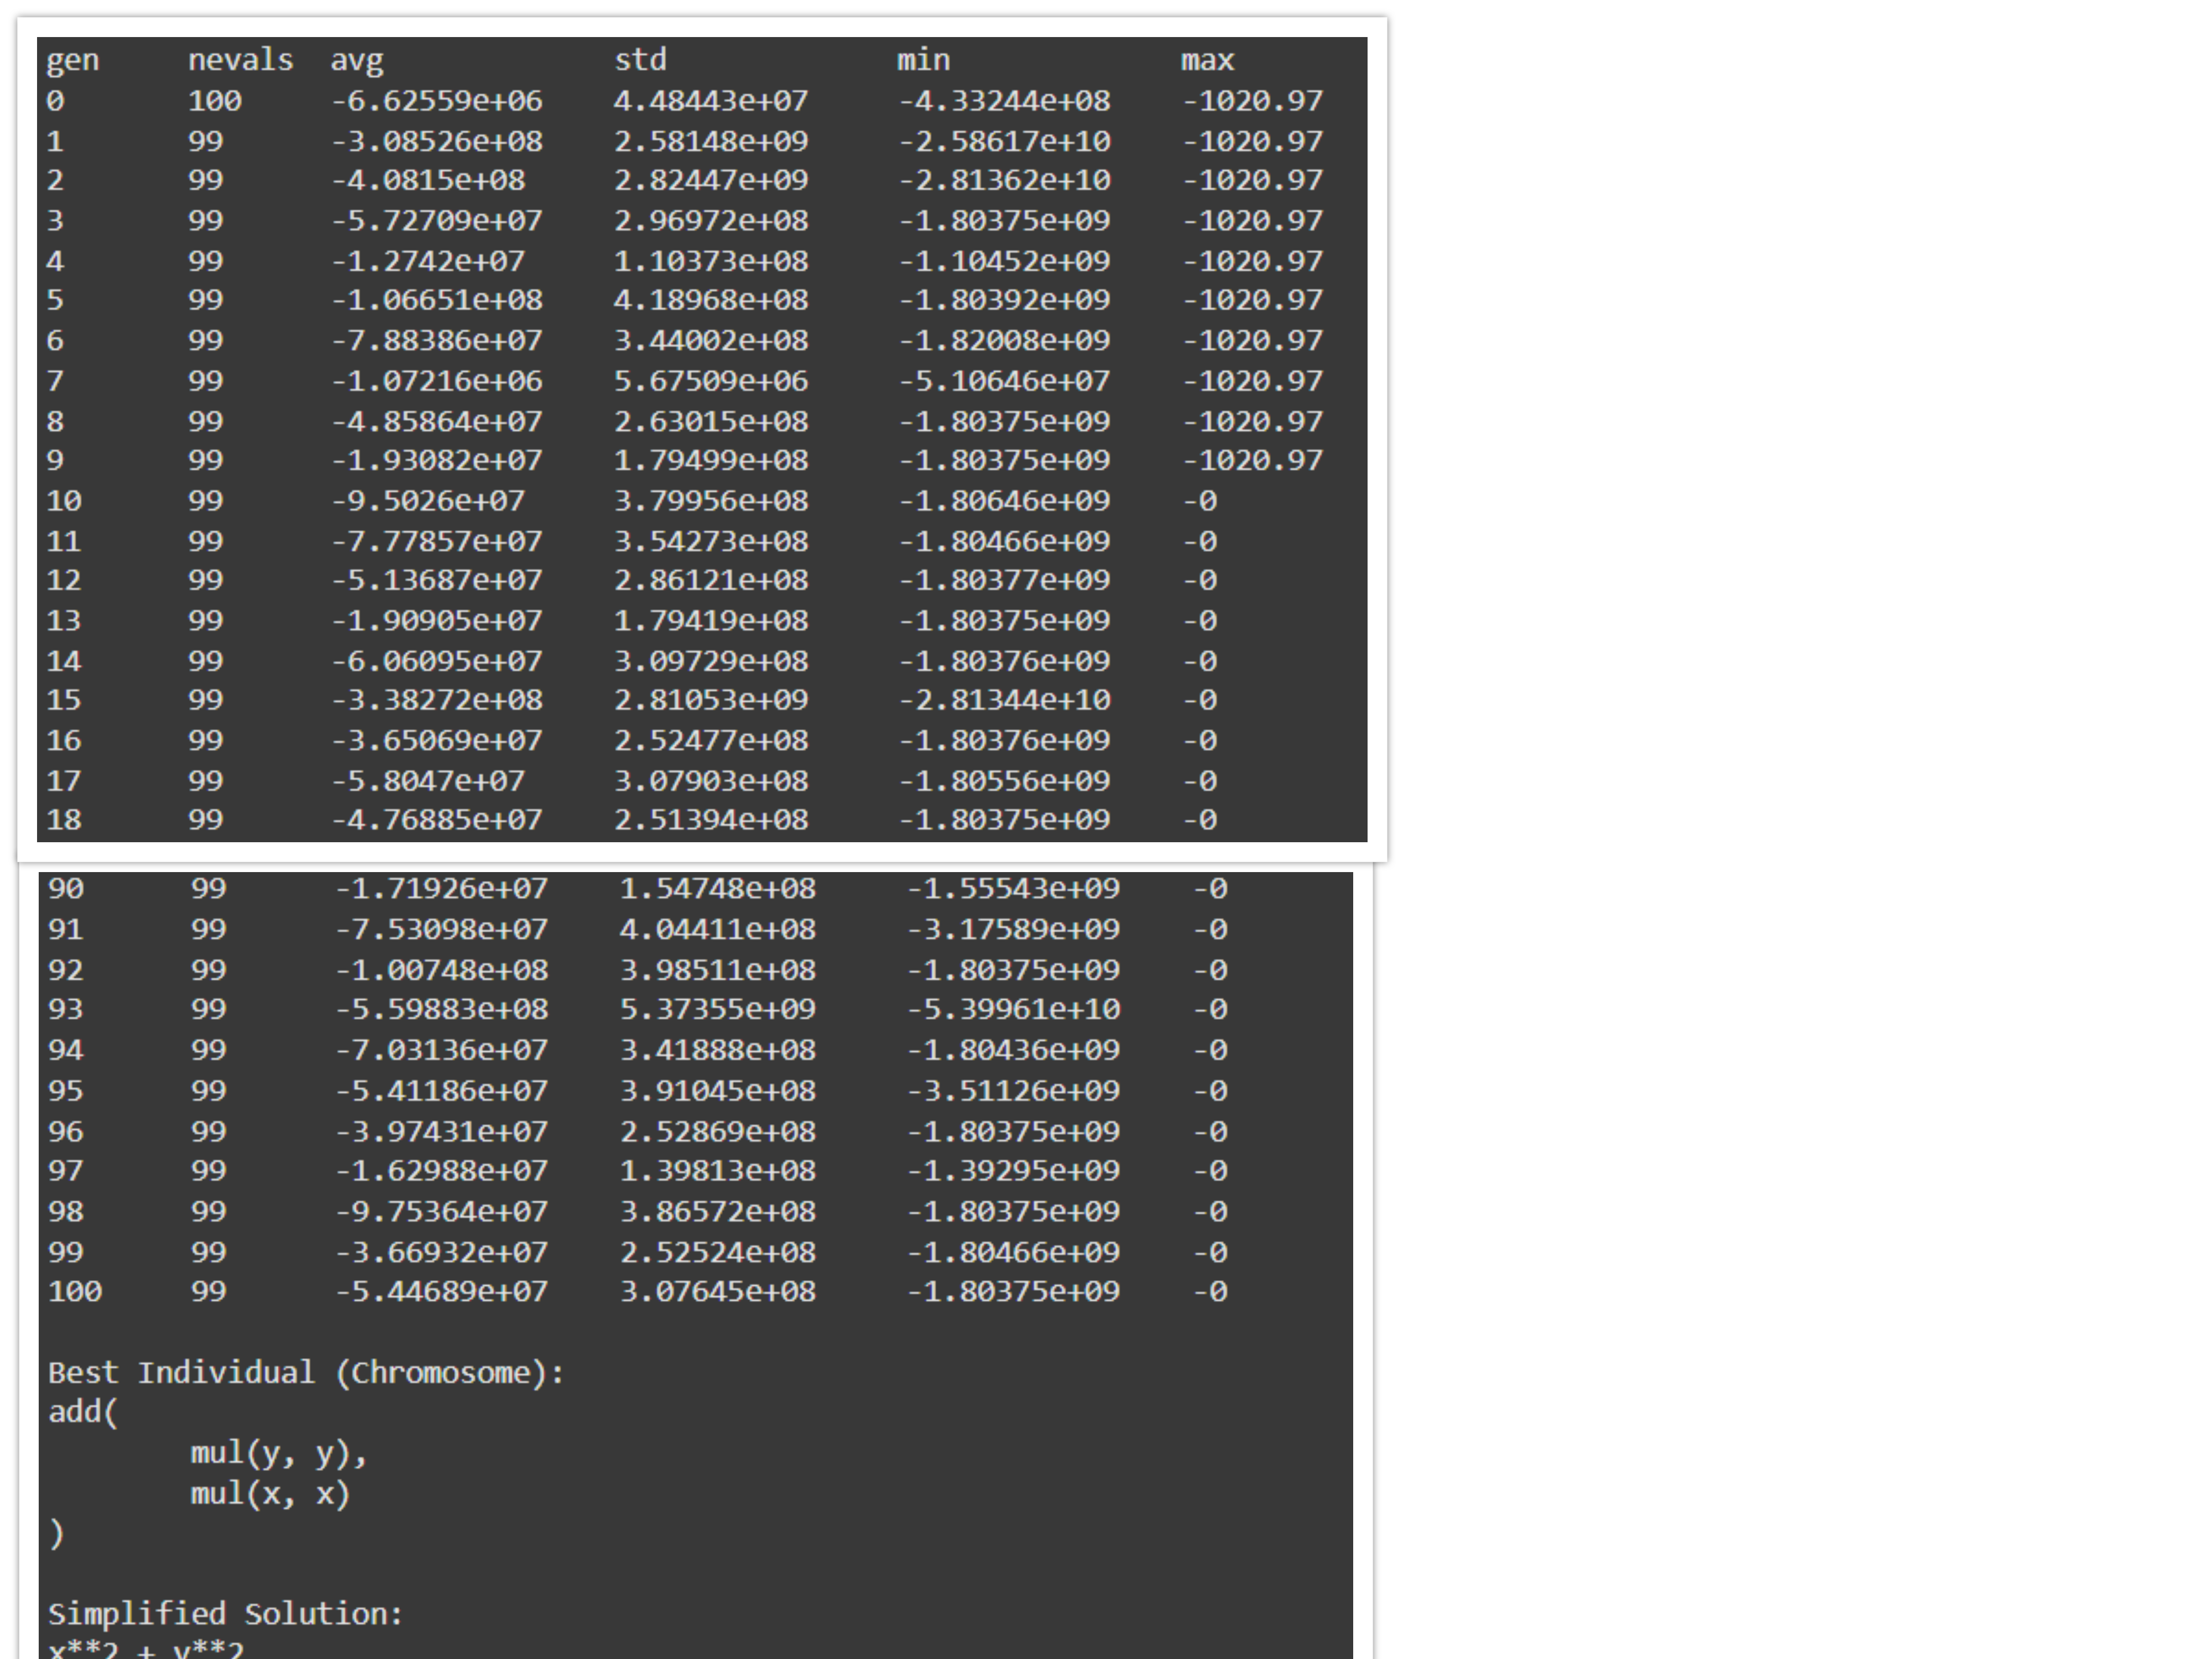 gen nevals avg std min max
0 100 -6.62559e+06 4.48443e+07 -4.33244e+08 -1020.97
1 99 -3.08526e+08 2.58148e+09 -2.58617e+10 -1020.97
2 99 -4.0815e+08 2.82447e+09 -2.81362e+10 -1020.97
3 99 -5.72709e+07 2.96972e+08 -1.80375e+09 -1020.97
4 99 -1.2742e+07 1.10373e+08 -1.10452e+09 -1020.97
5 99 -1.06651e+08 4.18968e+08 -1.80392e+09 -1020.97
6 99 -7.88386e+07 3.44002e+08 -1.82008e+09 -1020.97
7 99 -1.07216e+06 5.67509e+06 -5.10646e+07 -1020.97
8 99 -4.85864e+07 2.63015e+08 -1.80375e+09 -1020.97
9 99 -1.93082e+07 1.79499e+08 -1.80375e+09 -1020.97
10 99 -9.5026e+07 3.79956e+08 -1.80646e+09 -0
11 99 -7.77857e+07 3.54273e+08 -1.80466e+09 -0
12 99 -5.13687e+07 2.86121e+08 -1.80377e+09 -0
13 99 -1.90905e+07 1.79419e+08 -1.80375e+09 -0
14 99 -6.06095e+07 3.09729e+08 -1.80376e+09 -0
15 99 -3.38272e+08 2.81053e+09 -2.81344e+10 -0
16 99 -3.65069e+07 2.52477e+08 -1.80376e+09 -0
17 99 -5.8047e+07 3.07903e+08 -1.80556e+09 -0
18 99 -4.76885e+07 2.51394e+08 -1.80375e+09 -0
90 99 -1.71926e+07 1.54748e+08 -1.55543e+09 -0
91 99 -7.53098e+07 4.04411e+08 -3.17589e+09 -0
92 99 -1.00748e+08 3.98511e+08 -1.80375e+09 -0
93 99 -5.59883e+08 5.37355e+09 -5.39961e+10 -0
94 99 -7.03136e+07 3.41888e+08 -1.80436e+09 -0
95 99 -5.41186e+07 3.91045e+08 -3.51126e+09 -0
96 99 -3.97431e+07 2.52869e+08 -1.80375e+09 -0
97 99 -1.62988e+07 1.39813e+08 -1.39295e+09 -0
98 99 -9.75364e+07 3.86572e+08 -1.80375e+09 -0
99 99 -3.66932e+07 2.52524e+08 -1.80466e+09 -0
100 99 -5.44689e+07 3.07645e+08 -1.80375e+09 -0
Best Individual (Chromosome):
add(
mul(y, y),
mul(x, x)
)
Simplified Solution:
x**2 + y**2